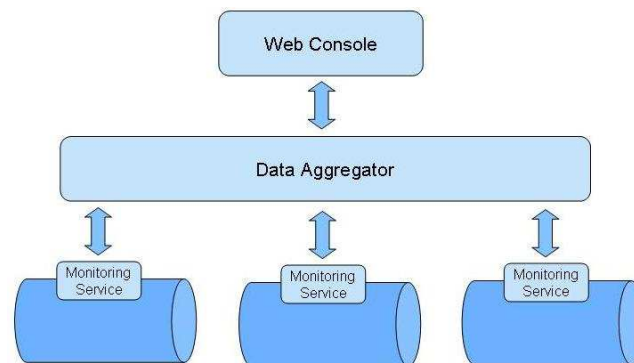 Web Console
Data Aggregator
Monitoring
Service
Monitoring
Service
Monitoring
Service